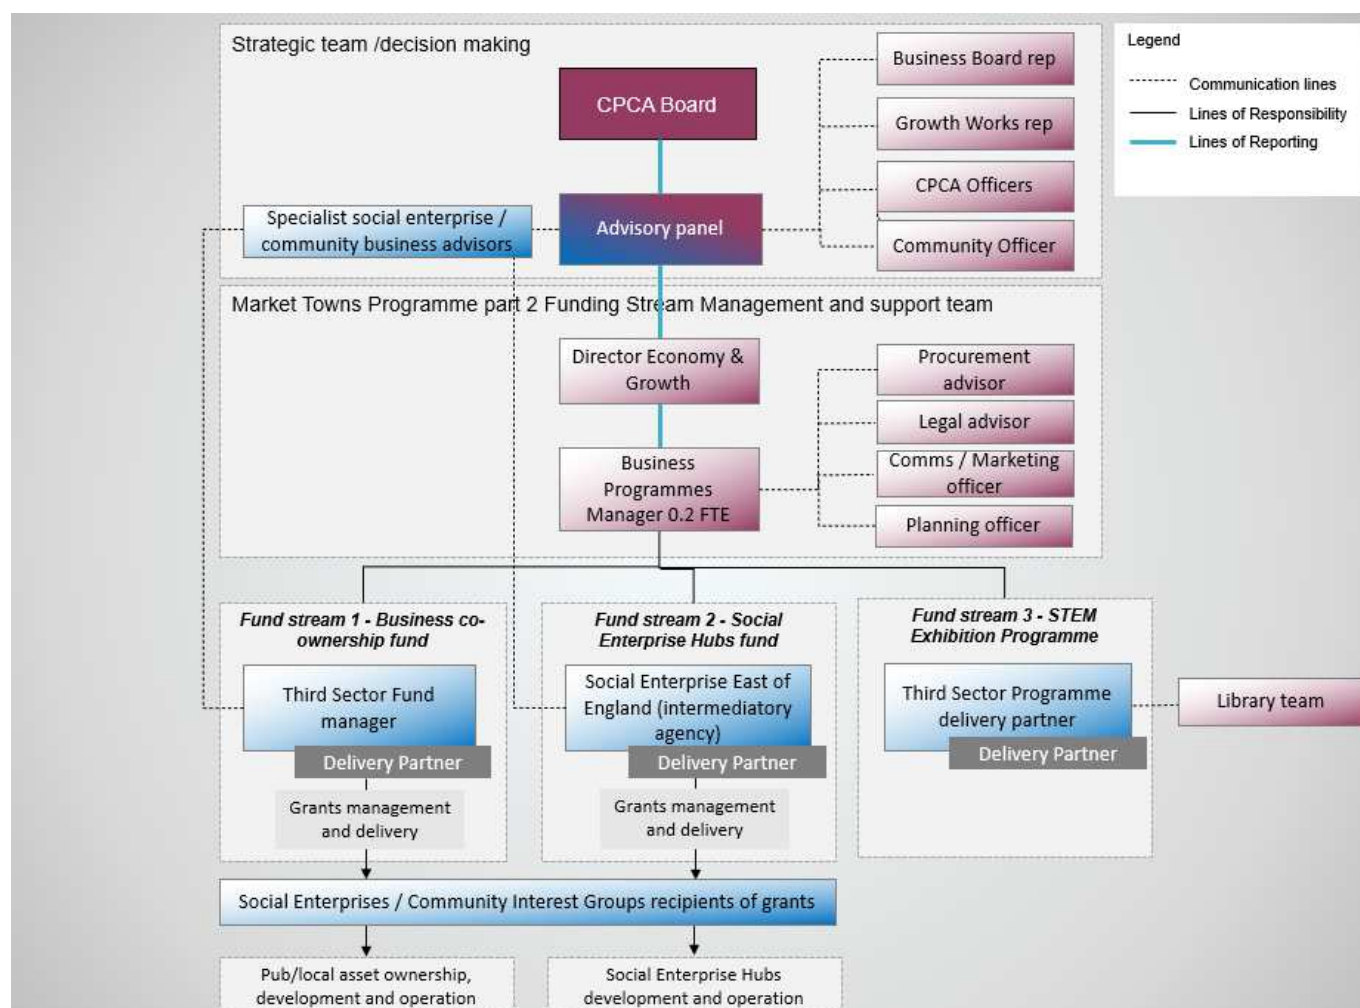 Strategic team /decision making
CPCA Board
Business Board rep
Growth Works rep
CPCA Officers
Community Officer
Legend
Communication lines
Lines of Responsibility
Lines of Reporting
Specialist social enterprise /
community business advisors
Advisory panel
Market Towns Programme part 2 Funding Stream Management and support team
Director Economy &
Growth
Business
Programmes
Manager 0.2 FTE
Procurement
advisor
Legal advisor
Comms / Marketing
officer
Planning officer
Fund stream 1 - Business co-
ownership fund
Third Sector Fund
manager
Delivery Partner
Grants management
and delivery
Fund stream 2 - Social
Enterprise Hubs fund
Social Enterprise East of
England (intermediatory
agency)
Delivery Partner
Grants management
and delivery
Fund stream 3 - STEM
Exhibition Programme
Third Sector Programme
delivery partner
Delivery Partner
Library team
Social Enterprises / Community Interest Groups recipients of grants
Pub/local asset ownership,
development and operation
Social Enterprise Hubs
development and operation